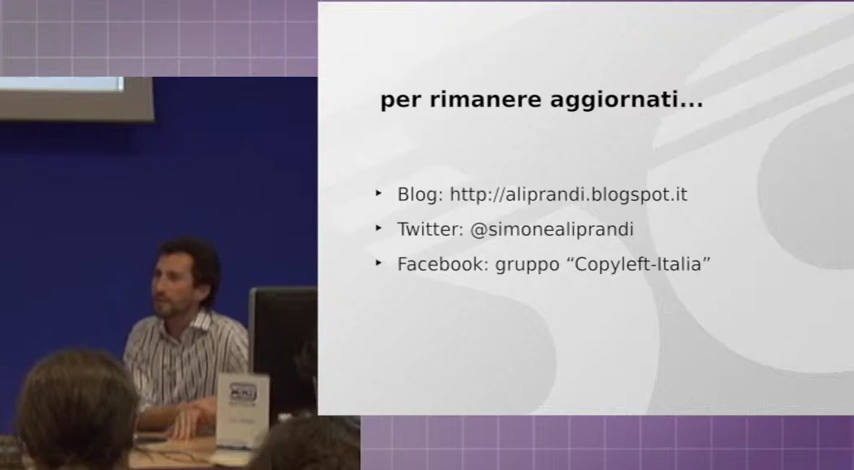 per rimanere aggiornati...
‣ Blog: http://aliprandi.blogspot.it
‣ Twitter: @simonealiprandi
‣ Facebook: gruppo “Copyleft-Italia”